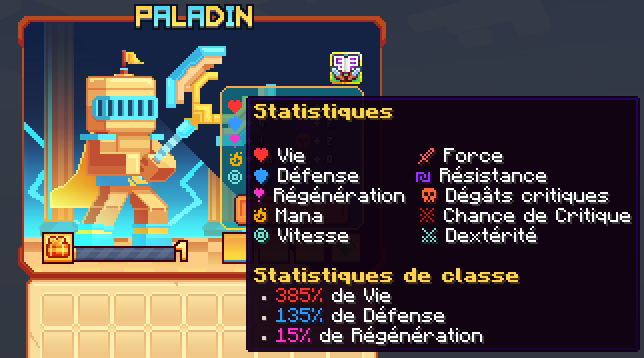 PALADIN
Statistiques
Vie Force
Défense Résistance
Régénération Dégâts critiques
Mana Chance de Critique
Vitesse Dextérité
1
Statistiques de classe
• 385% de Vie
• 135% de Défense
• 15% de Régénération